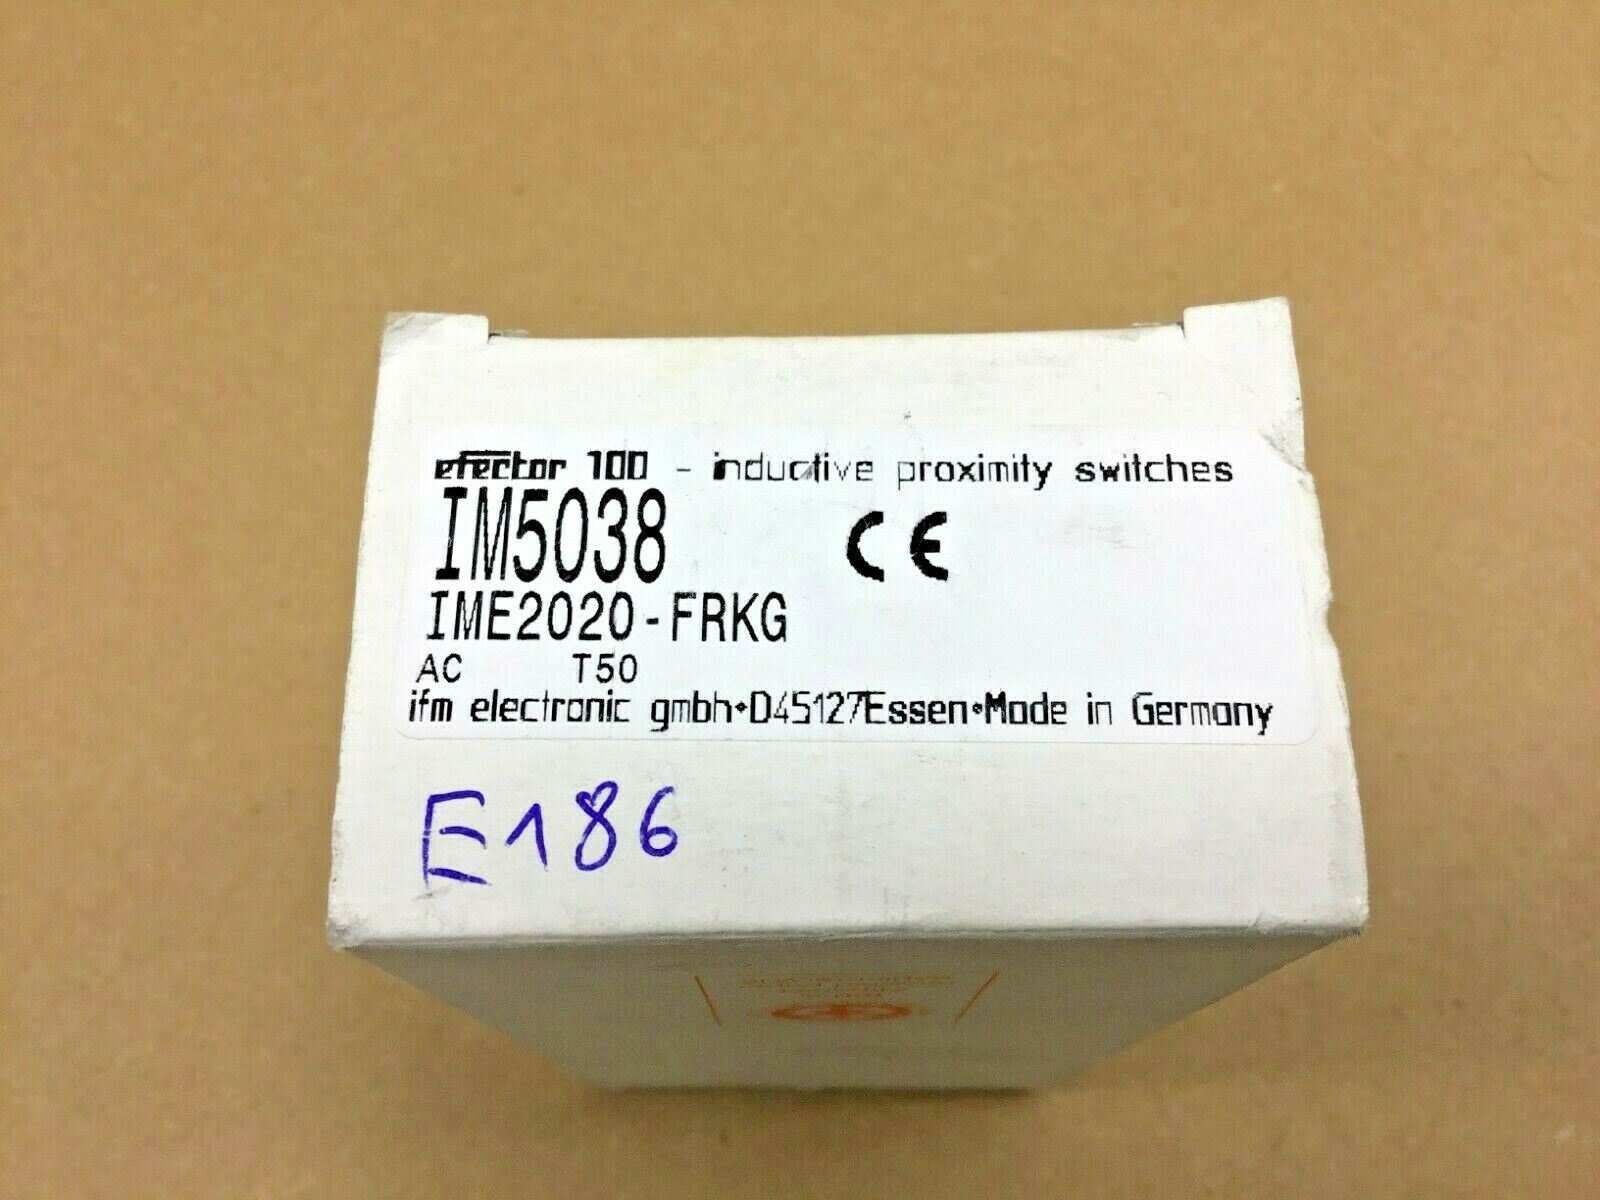 efector 100 - inductive proximity switches
IM5038 CE
IME2020-FRKG
AC T50
ifm electronic gmbh•D45127Essen•Made in Germany
E186